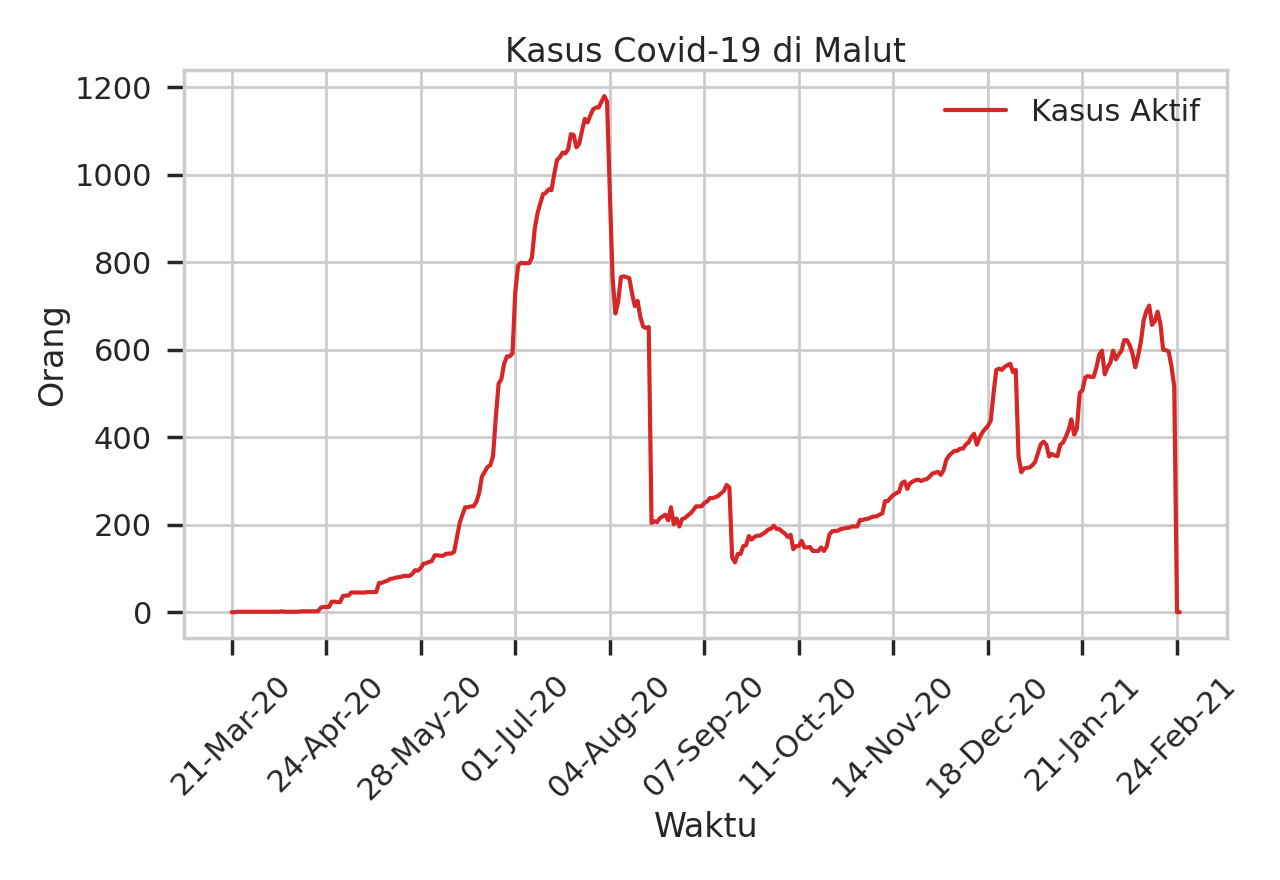 Kasus Covid-19 di Malut
Kasus Aktif
1200
1000
800
600
400
200
0
Orang
21-Mar-20
24-Apr-20
28-May-20
01-Jul-20
04-Aug-20
07-Sep-20
11-Oct-20
14-Nov-20
18-Dec-20
21-Jan-21
24-Feb-21
Waktu